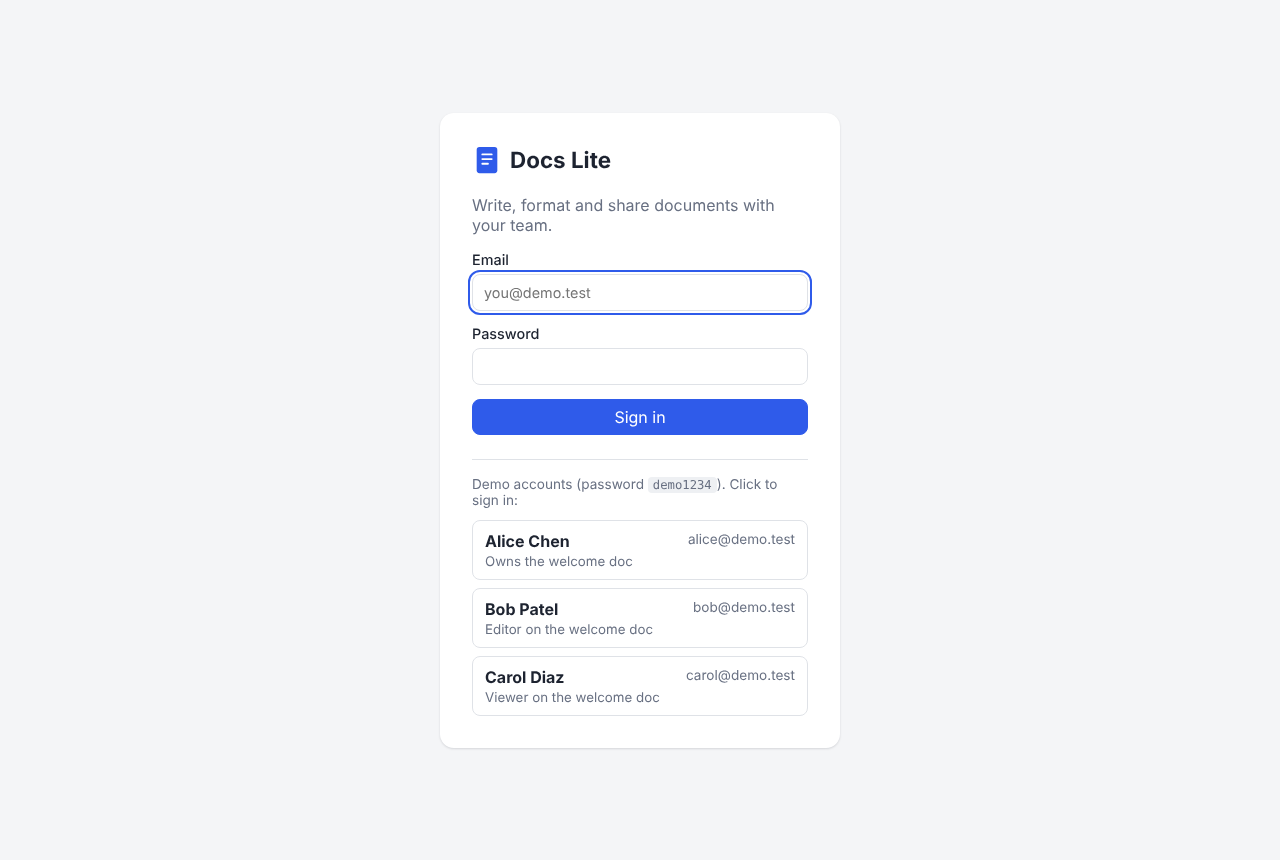 Docs Lite
Write, format and share documents with
your team.
Email
you@demo.test
Password
Sign in
Demo accounts (password demo1234). Click to
sign in:
Alice Chen alice@demo.test
Owns the welcome doc
Bob Patel bob@demo.test
Editor on the welcome doc
Carol Diaz carol@demo.test
Viewer on the welcome doc